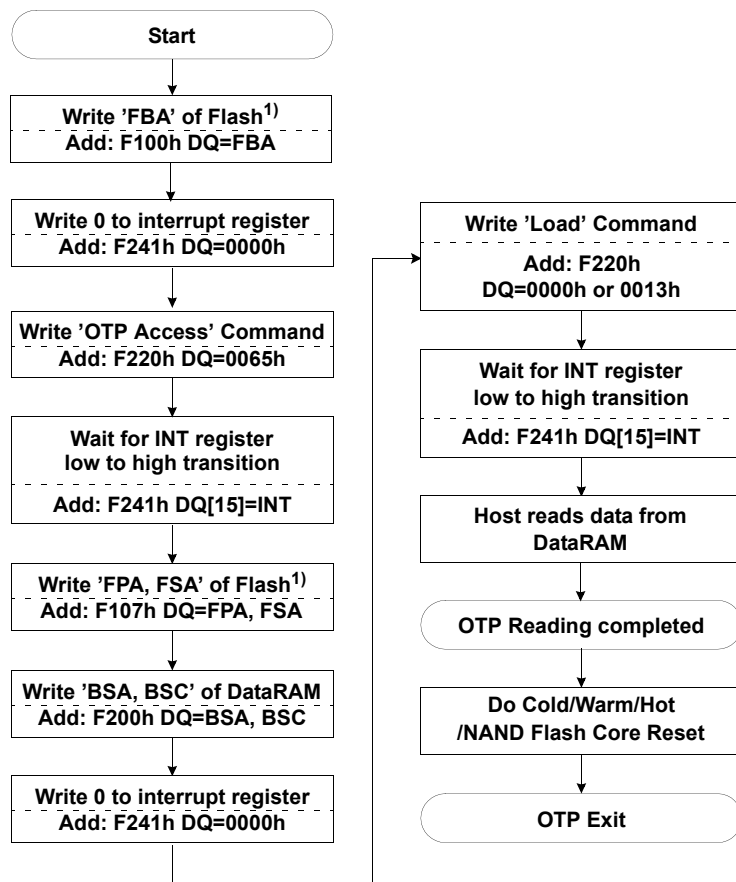 Start
Write ’FBA’ of Flash1)
Add: F100h DQ=FBA
Write 0 to interrupt register
Add: F241h DQ=0000h
Write ’OTP Access’ Command
Add: F220h DQ=0065h
Wait for INT register
low to high transition
Add: F241h DQ[15]=INT
Write ’FPA, FSA’ of Flash1)
Add: F107h DQ=FPA, FSA
Write ’BSA, BSC’ of DataRAM
Add: F200h DQ=BSA, BSC
Write 0 to interrupt register
Add: F241h DQ=0000h
Write ’Load’ Command
Add: F220h
DQ=0000h or 0013h
Wait for INT register
low to high transition
Add: F241h DQ[15]=INT
Host reads data from
DataRAM
OTP Reading completed
Do Cold/Warm/Hot
/NAND Flash Core Reset
OTP Exit